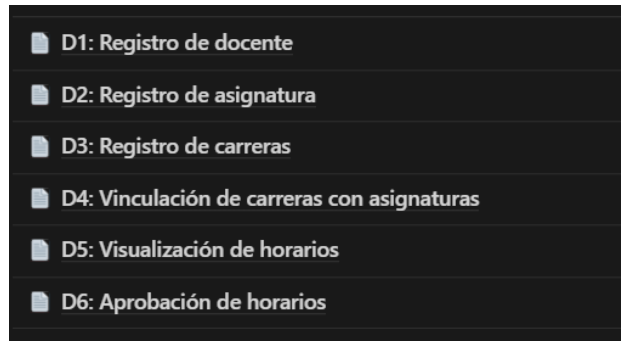 D1: Registro de docente
D2: Registro de asignatura
D3: Registro de carreras
D4: Vinculación de carreras con asignaturas
D5: Visualización de horarios
D6: Aprobación de horarios